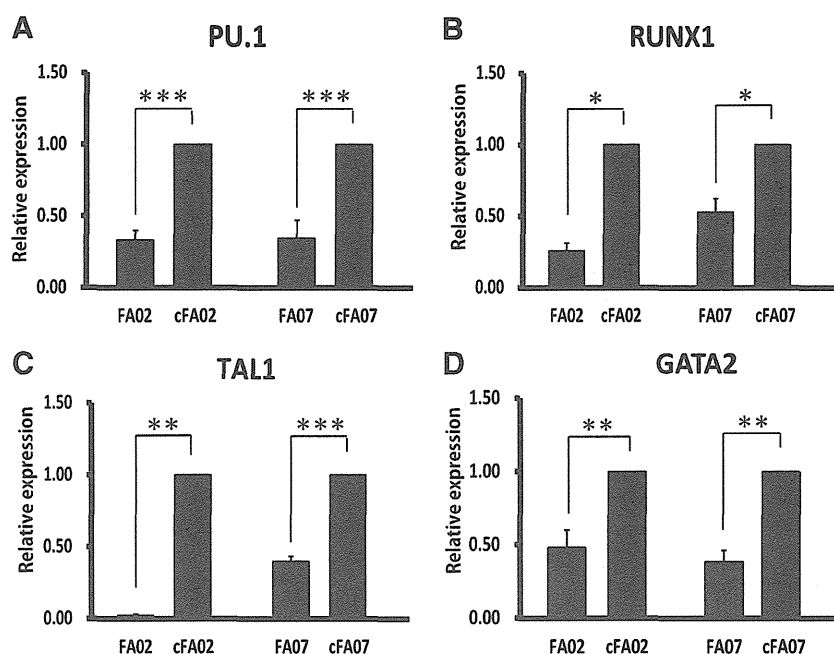 A
PU.1
Relative expression
1.50
1.00
0.50
0.00
***
***
FA02 cFA02 FA07 cFA07
B
RUNX1
Relative expression
1.50
1.00
0.50
0.00
*
*
FA02 cFA02 FA07 cFA07
C
TAL1
Relative expression
1.50
1.00
0.50
0.00
**
***
FA02 cFA02 FA07 cFA07
D
GATA2
Relative expression
1.50
1.00
0.50
0.00
**
**
FA02 cFA02 FA07 cFA07